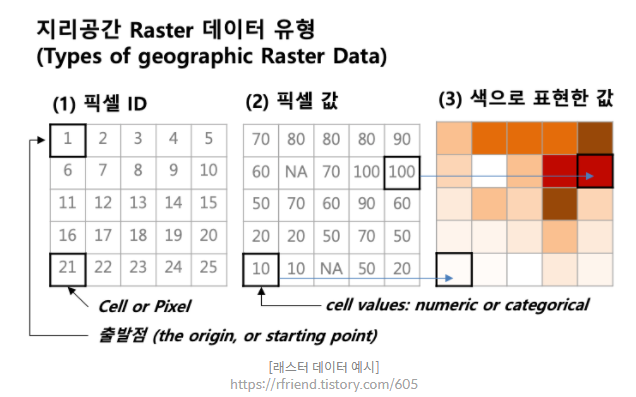 지리공간 Raster 데이터 유형
(Types of geographic Raster Data)
(1) 픽셀 ID
(2) 픽셀 값
(3) 색으로 표현한 값
1 2 3 4 5
6 7 8 9 10
11 12 13 14 15
16 17 18 19 20
21 22 23 24 25
70 80 80 80 90
60 NA 70 100 100
50 70 60 90 60
20 20 50 70 50
10 10 NA 50 20
Cell or Pixel
cell values: numeric or categorical
출발점 (the origin, or starting point)
[래스터 데이터 예시]
https://rfriend.tistory.com/605